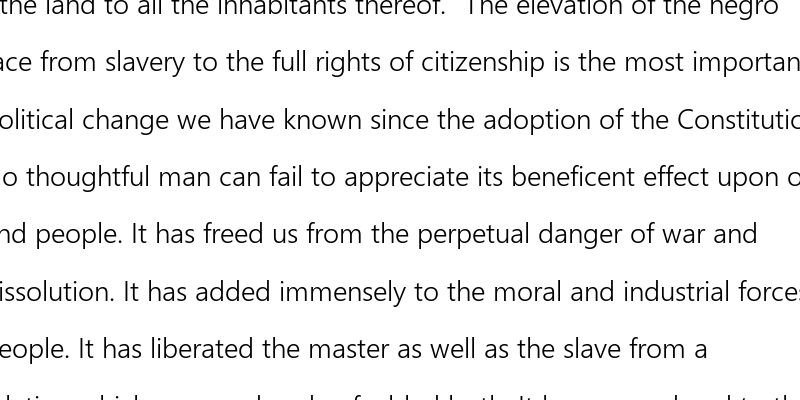 the land to all the inhabitants thereof." The elevation of the negro
ace from slavery to the full rights of citizenship is the most importan
olitical change we have known since the adoption of the Constitutio
o thoughtful man can fail to appreciate its beneficent effect upon o
nd people. It has freed us from the perpetual danger of war and
issolution. It has added immensely to the moral and industrial forces
eople. It has liberated the master as well as the slave from a